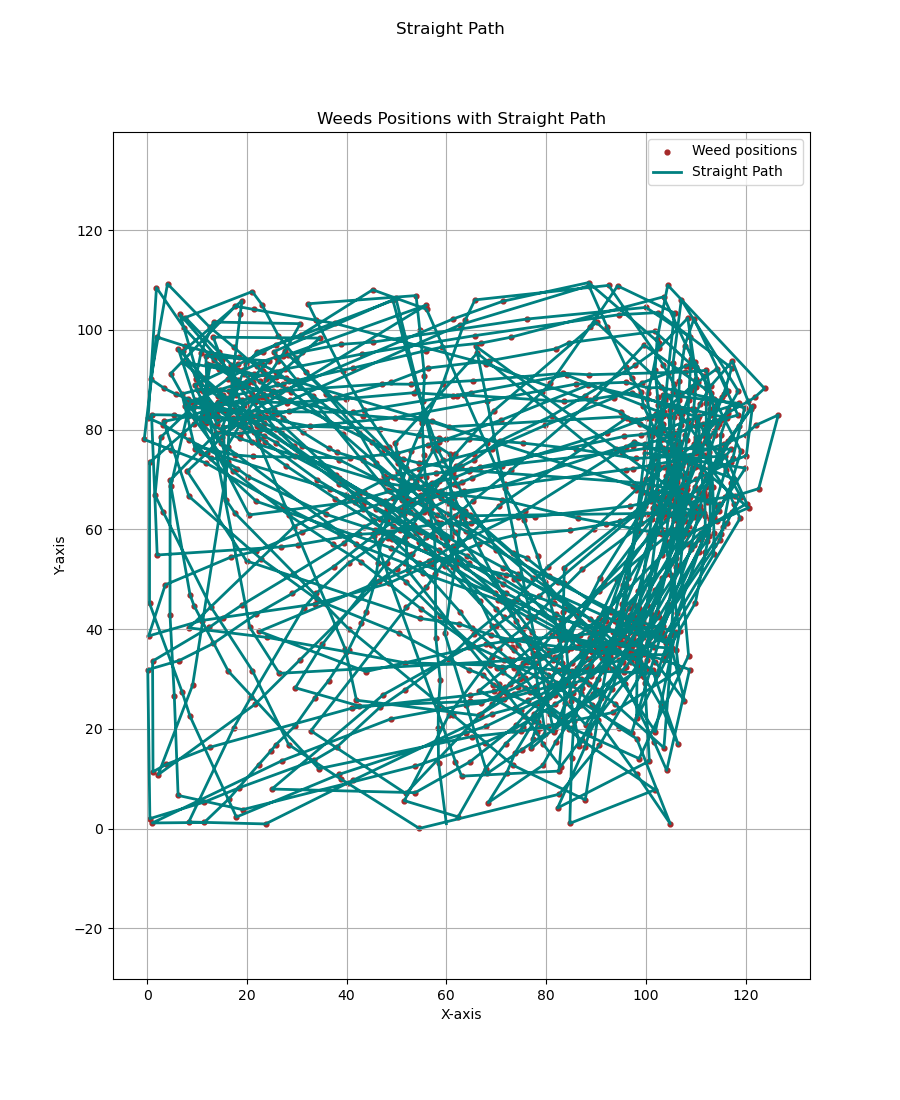 Straight Path
Weeds Positions with Straight Path
Weed positions
Straight Path
120
100
80
60
40
20
0
−20
Y-axis
0 20 40 60 80 100 120
X-axis